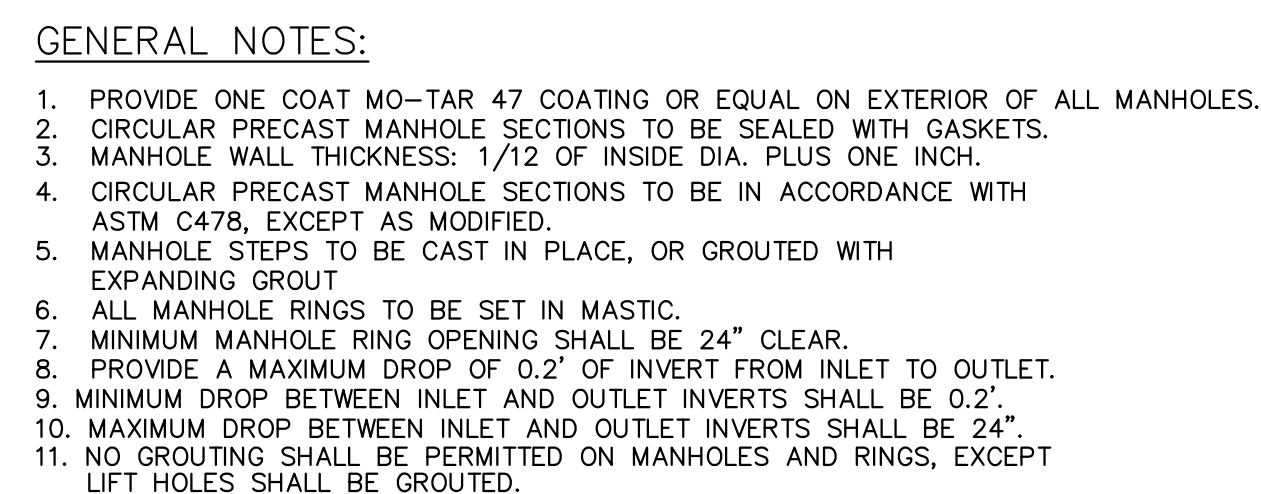 GENERAL NOTES:
1. PROVIDE ONE COAT MO-TAR 47 COATING OR EQUAL ON EXTERIOR OF ALL MANHOLES.
2. CIRCULAR PRECAST MANHOLE SECTIONS TO BE SEALED WITH GASKETS.
3. MANHOLE WALL THICKNESS: 1/12 OF INSIDE DIA. PLUS ONE INCH.
4. CIRCULAR PRECAST MANHOLE SECTIONS TO BE IN ACCORDANCE WITH
ASTM C478, EXCEPT AS MODIFIED.
5. MANHOLE STEPS TO BE CAST IN PLACE, OR GROUTED WITH
EXPANDING GROUT
6. ALL MANHOLE RINGS TO BE SET IN MASTIC.
7. MINIMUM MANHOLE RING OPENING SHALL BE 24” CLEAR.
8. PROVIDE A MAXIMUM DROP OF 0.2’ OF INVERT FROM INLET TO OUTLET.
9. MINIMUM DROP BETWEEN INLET AND OUTLET INVERTS SHALL BE 0.2’.
10. MAXIMUM DROP BETWEEN INLET AND OUTLET INVERTS SHALL BE 24”.
11. NO GROUTING SHALL BE PERMITTED ON MANHOLES AND RINGS, EXCEPT
LIFT HOLES SHALL BE GROUTED.